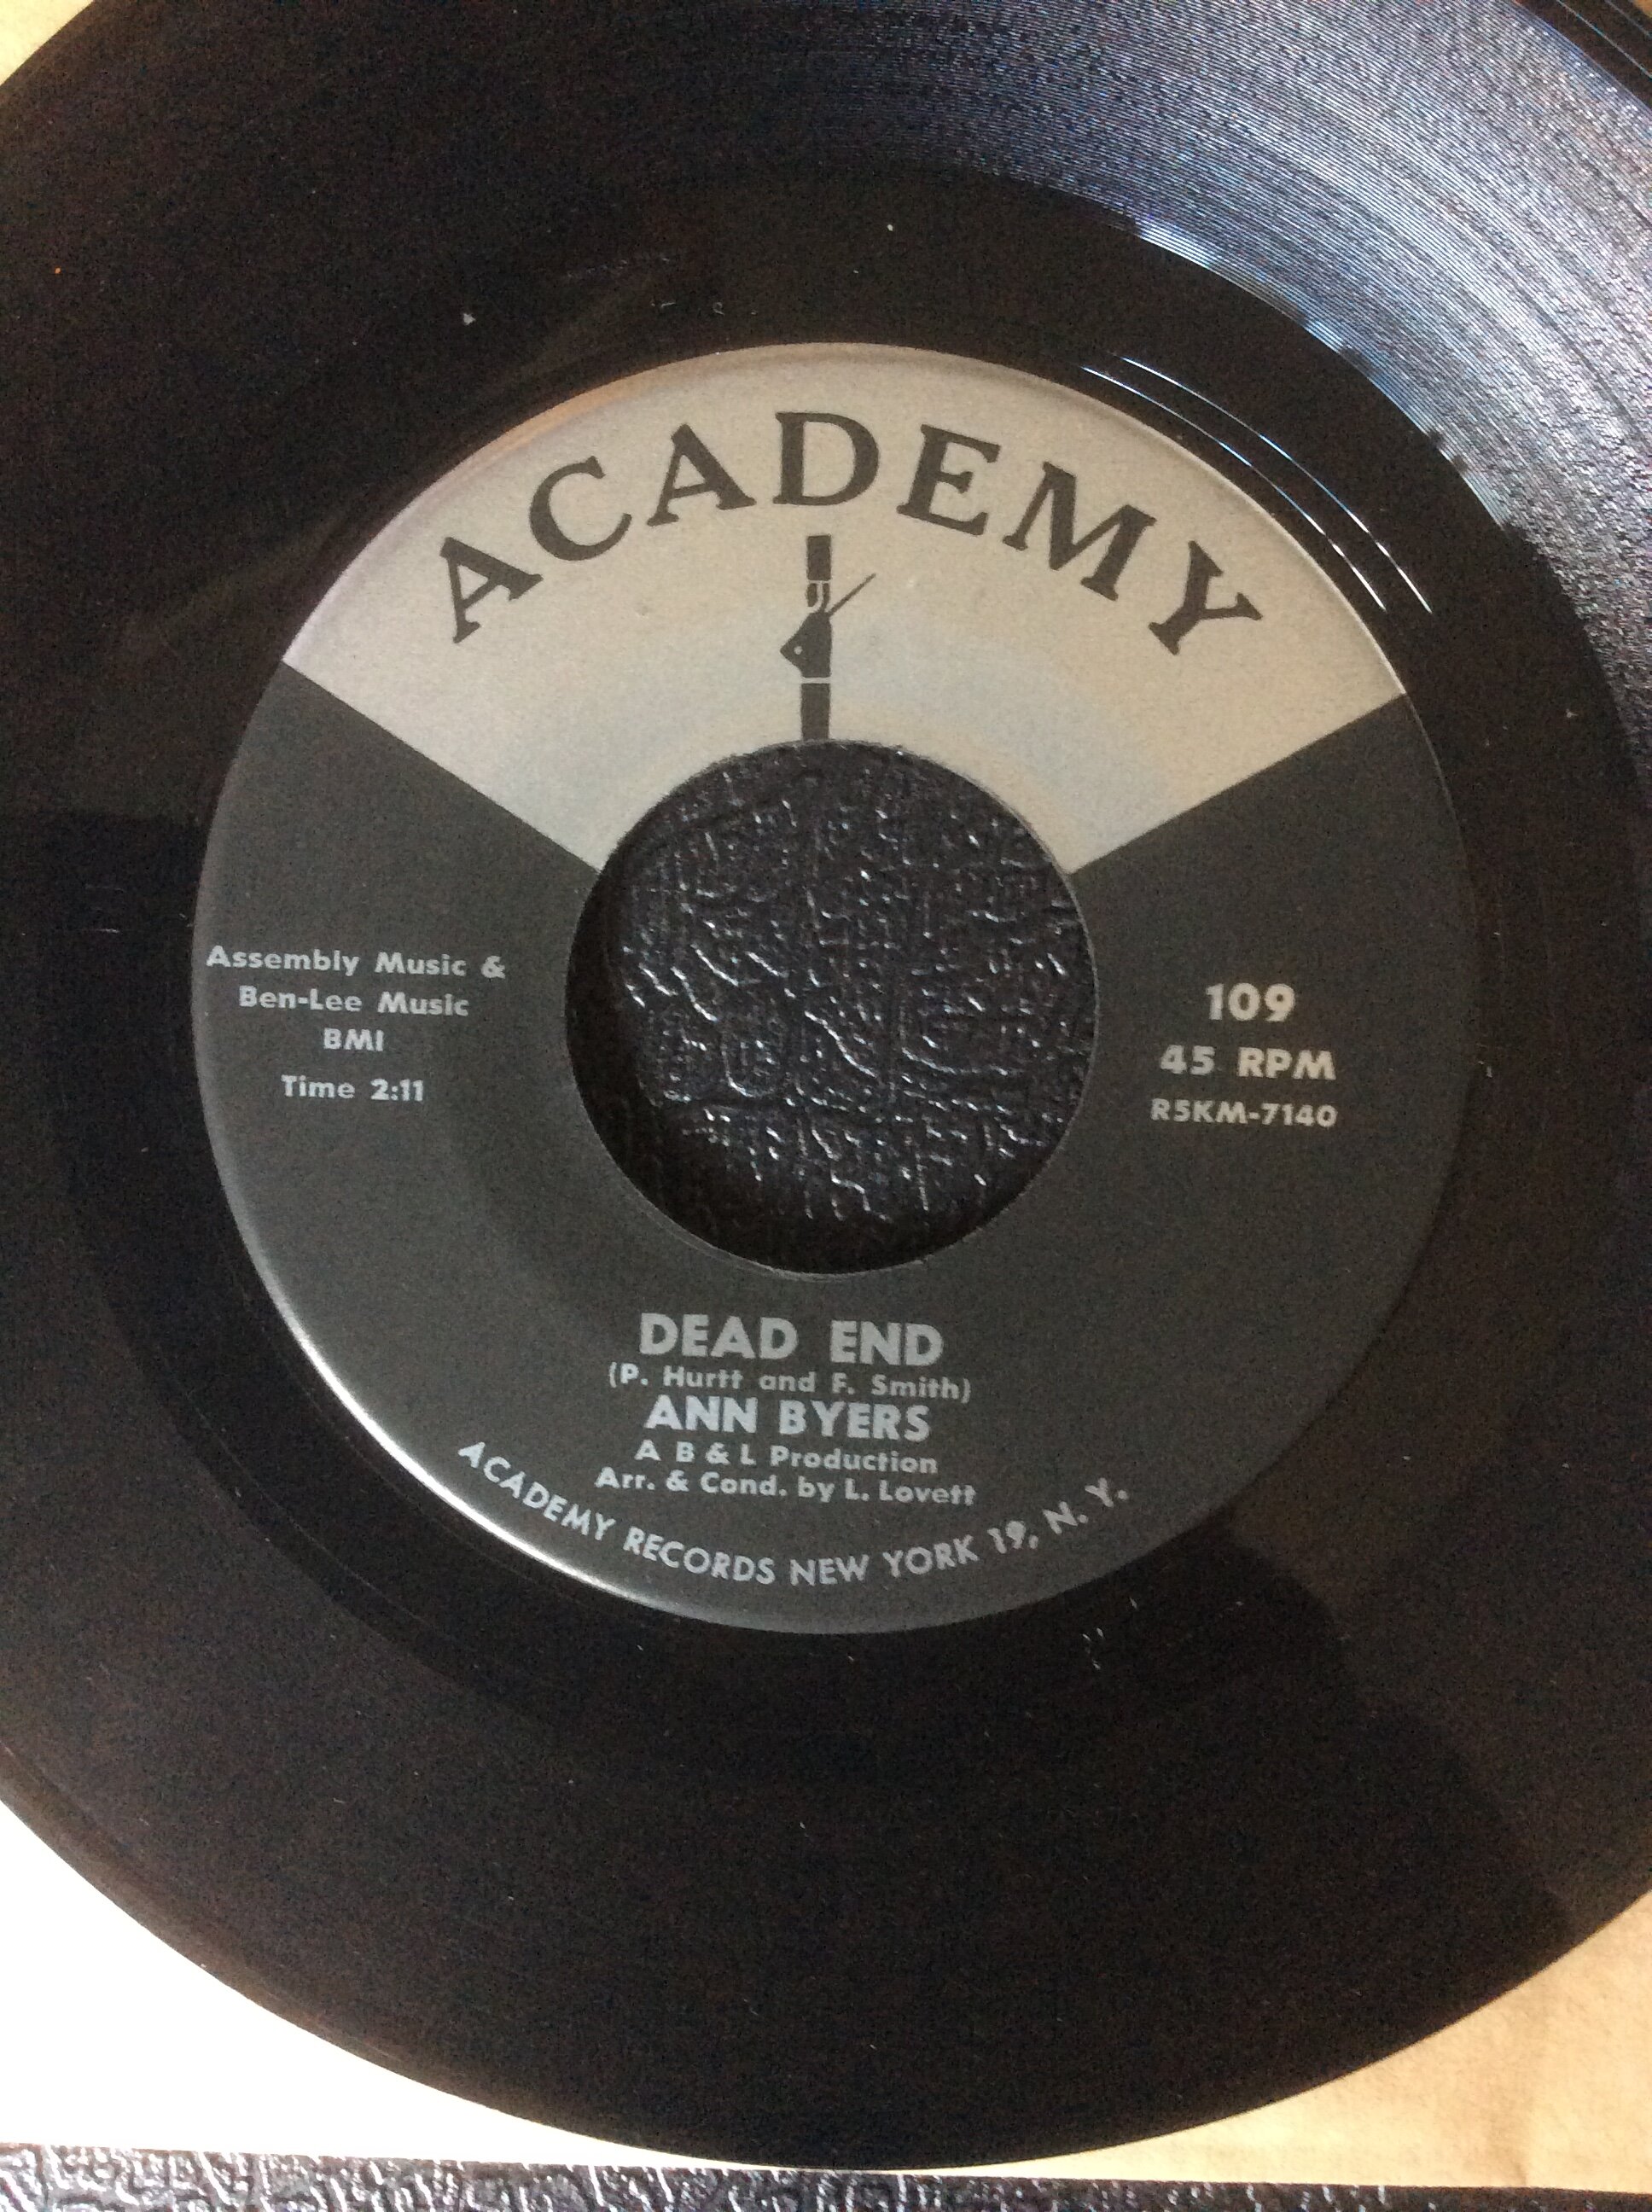 ACADEMY
Assembly Music &
Ben-Lee Music
BMI
Time 2:11
109
45 RPM
R5KM-7140
DEAD END
(P. Hurtt and F. Smith)
ANN BYERS
A B & L Production
Arr. & Cond. by L. Lovett
ACADEMY RECORDS NEW YORK 19, N. Y.